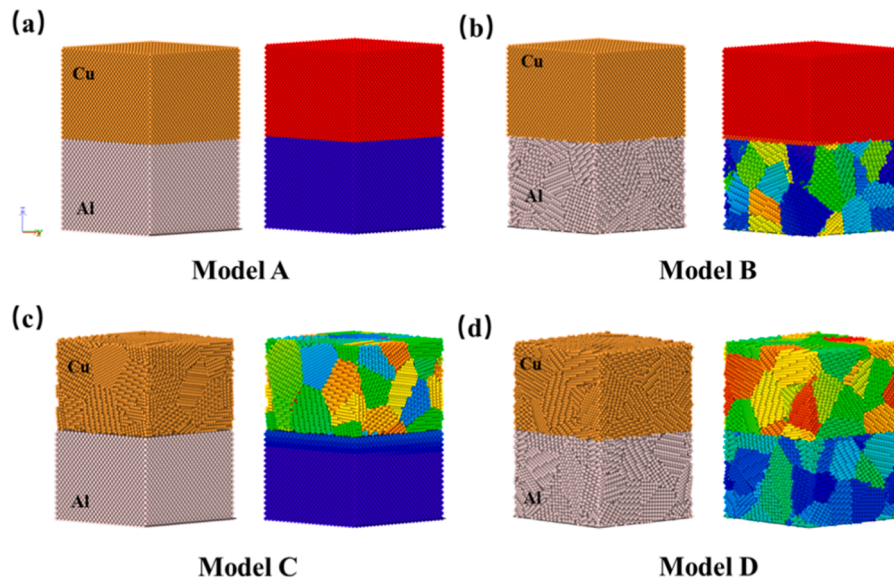 (a)
Cu
Al
Model A
(b)
Cu
Al
Model B
(c)
Cu
Al
Model C
(d)
Cu
Al
Model D